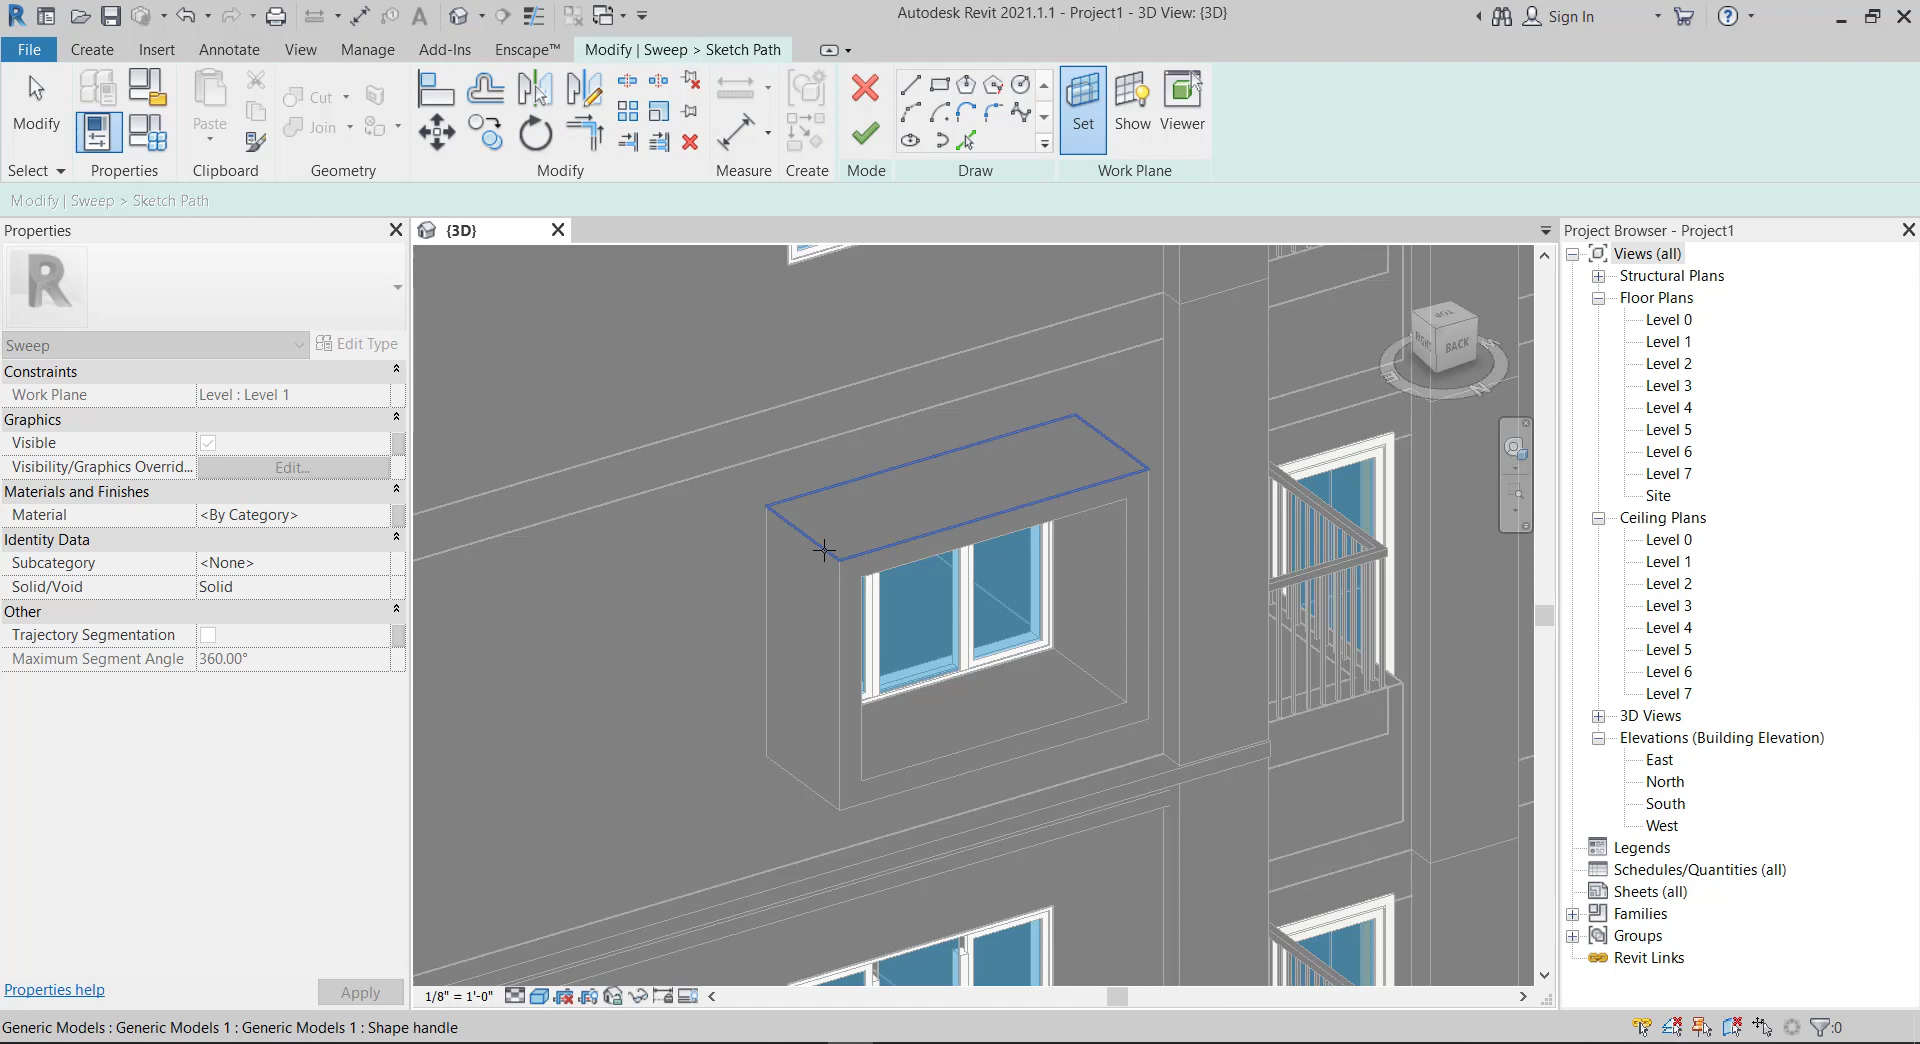 Autodesk Revit 2021.1.1 - Project1 - 3D View: {3D}
Sign In
File
Create
Insert
Annotate
View
Manage
Add-Ins
Enscape™
Modify | Sweep > Sketch Path
Modify
Paste
Cut
Join
Set
Show
Viewer
Select
Properties
Clipboard
Geometry
Modify
Measure
Create
Mode
Draw
Work Plane
Modify | Sweep > Sketch Path
Properties
Sweep
Edit Type
Constraints
Work Plane
Level : Level 1
Graphics
Visible
Visibility/Graphics Overrid...
Edit...
Materials and Finishes
Material
<By Category>
Identity Data
Subcategory
<None>
Solid/Void
Solid
Other
Trajectory Segmentation
Maximum Segment Angle
360.00°
Properties help
Apply
{3D}
TOP
RIGHT
BACK
1/8" = 1'-0"
Project Browser - Project1
Views (all)
Structural Plans
Floor Plans
Level 0
Level 1
Level 2
Level 3
Level 4
Level 5
Level 6
Level 7
Site
Ceiling Plans
Level 0
Level 1
Level 2
Level 3
Level 4
Level 5
Level 6
Level 7
3D Views
Elevations (Building Elevation)
East
North
South
West
Legends
Schedules/Quantities (all)
Sheets (all)
Families
Groups
Revit Links
Generic Models : Generic Models 1 : Generic Models 1 : Shape handle
:0